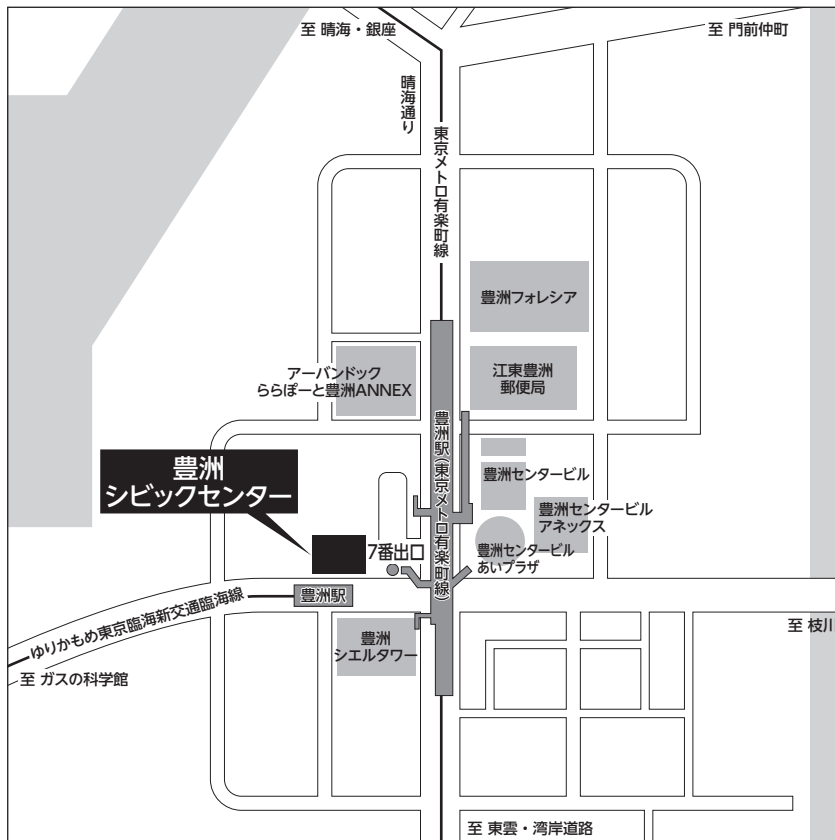 至 晴海・銀座
至 門前仲町
晴海通り
東京メトロ有楽町線
豊洲フォレシア
アーバンドック
ららぽーと豊洲ANNEX
江東豊洲
郵便局
豊洲駅(東京メトロ有楽町線)
豊洲センタービル
豊洲
シビックセンター
豊洲センタービル
アネックス
7番出口
豊洲センタービル
あいプラザ
豊洲駅
ゆりかもめ東京臨海新交通臨海線
豊洲
シエルタワー
至 枝川
至 ガスの科学館
至 東雲・湾岸道路